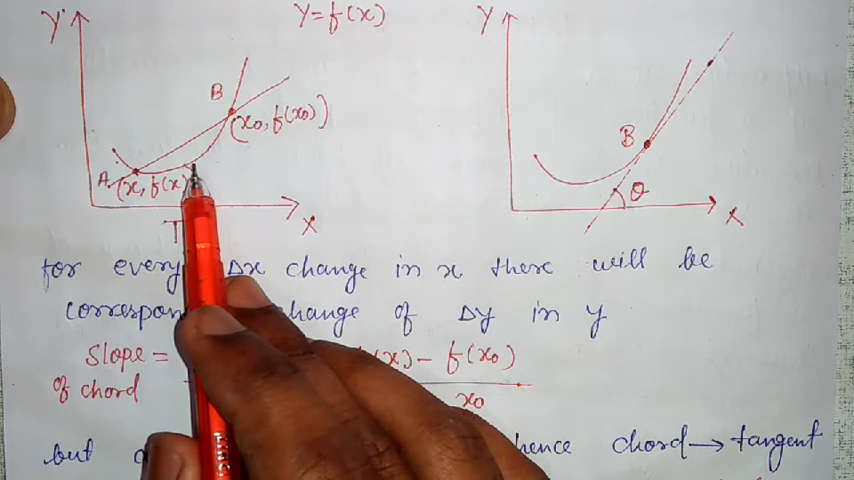 Y
Y = f(x)
Y
B
(x0, f(x0))
B
A (x, f(x)
θ
X
X
for every Δx change in x there will be
change of Δy in y
Slope = f(x) - f(x0)
of chord x0
but hence chord → tangent